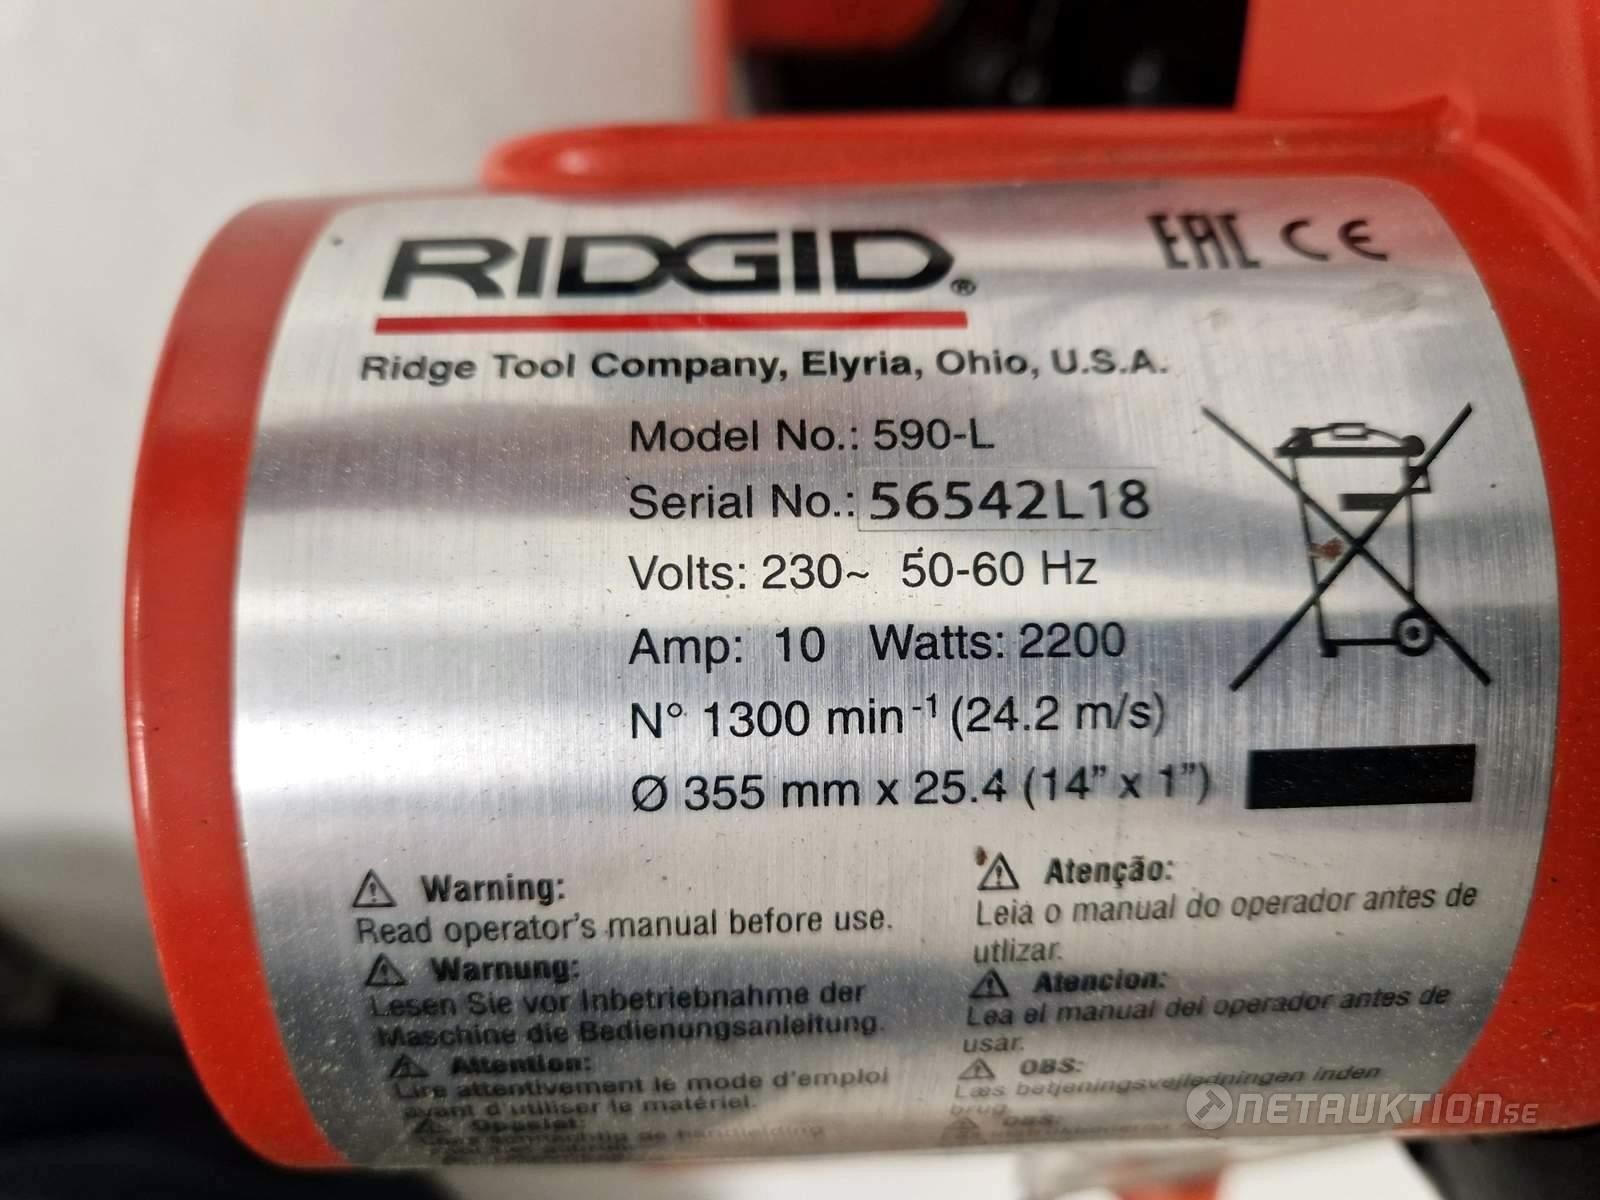 RIDGID®
EAC CE
Ridge Tool Company, Elyria, Ohio, U.S.A.
Model No.: 590-L
Serial No.: 56542L18
Volts: 230~ 50-60 Hz
Amp: 10 Watts: 2200
N° 1300 min⁻¹ (24.2 m/s)
Ø 355 mm x 25.4 (14” x 1”)
Warning:
Read operator's manual before use.
Warnung:
Lesen Sie vor Inbetriebnahme der
Maschine die Bedienungsanleitung.
Attention:
Lire attentivement le mode d'emploi
avant d'utiliser le matériel.
Oppelet:
Atenção:
Leia o manual do operador antes de
utlizar.
Atencion:
Lea el manual del operador antes de
usar.
OBS:
Læs betjeningsvejledningen inden
brug.
OBS:
NETAUKTION.SE